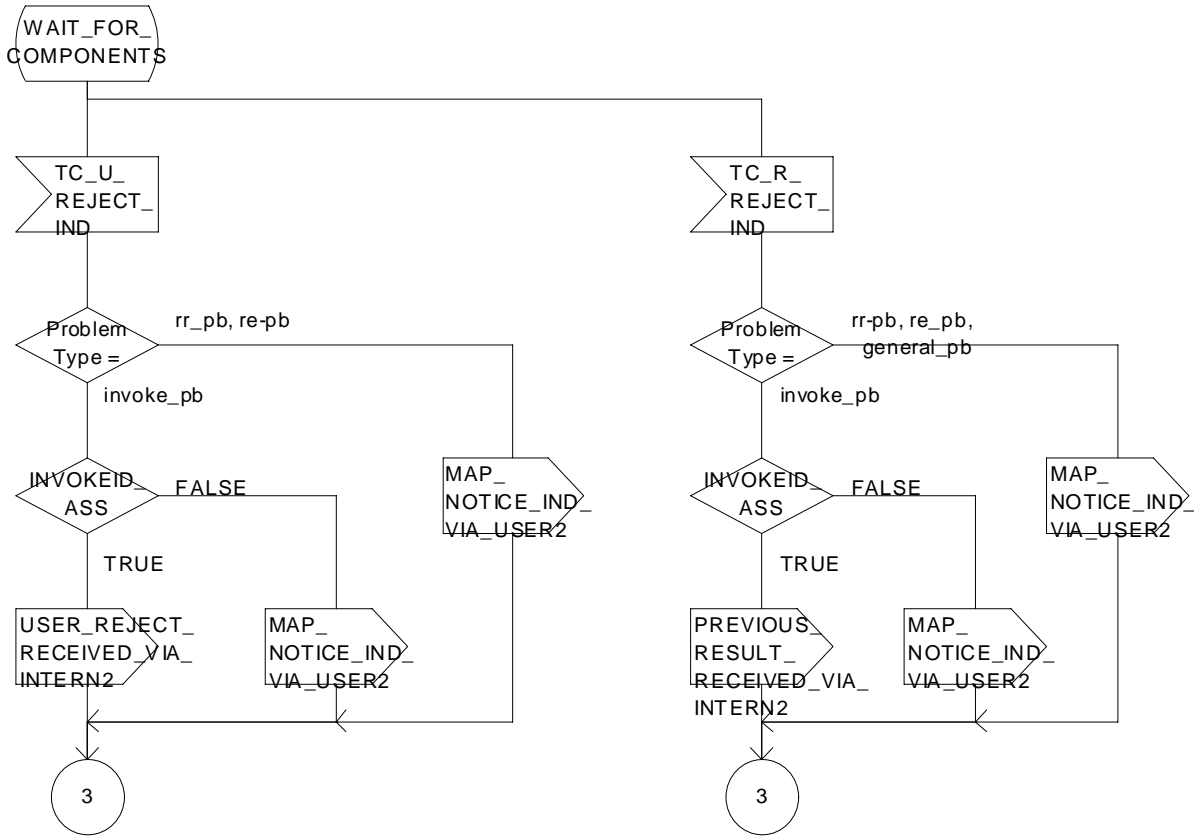 WAIT_FOR_
COMPONENTS
TC_U_
REJECT_
IND
TC_R_
REJECT_
IND
Problem
Type =
rr_pb, re-pb
invoke_pb
Problem
Type =
rr-pb, re_pb,
general_pb
invoke_pb
INVOKEID_
ASS
FALSE
TRUE
MAP_
NOTICE_IND_
VIA_USER2
INVOKEID_
ASS
FALSE
TRUE
MAP_
NOTICE_IND_
VIA_USER2
USER_REJECT_
RECEIVED_VIA_
INTERN2
MAP_
NOTICE_IND_
VIA_USER2
PREVIOUS_
RESULT_
RECEIVED_VIA_
INTERN2
MAP_
NOTICE_IND_
VIA_USER2
3
3